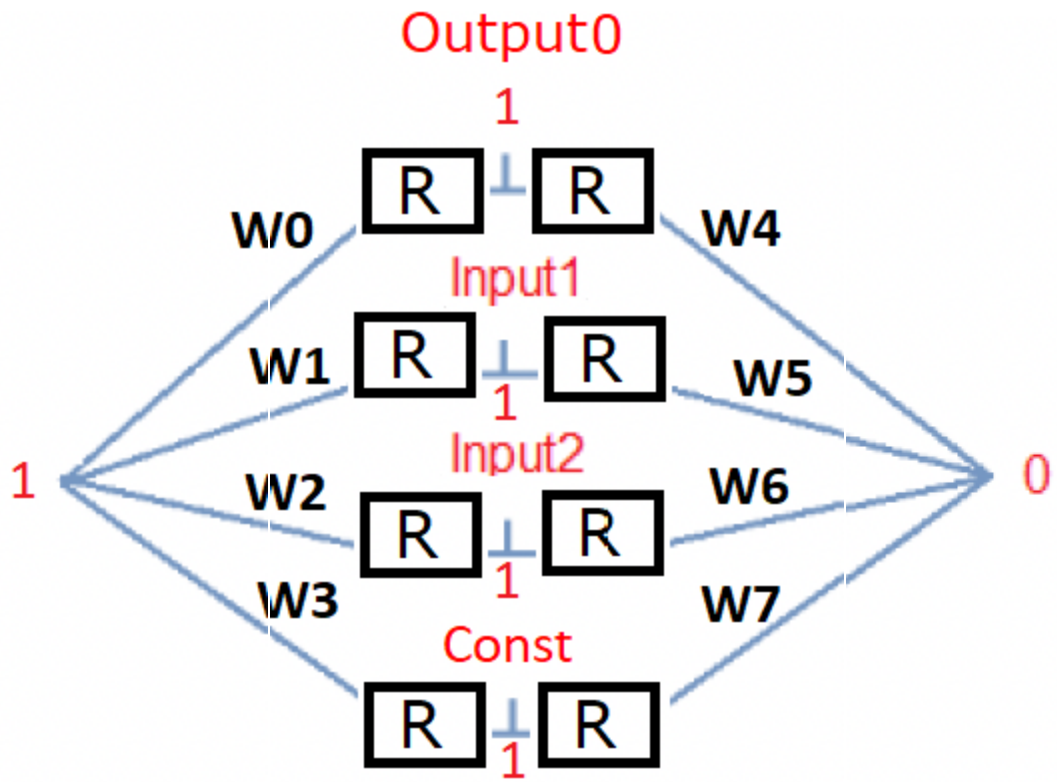 Output0
1
R R
W0 W4
Input1
R R
W1 W5
1
Input2
1 0
W2 W6
R R
1
W3 W7
Const
R R
1